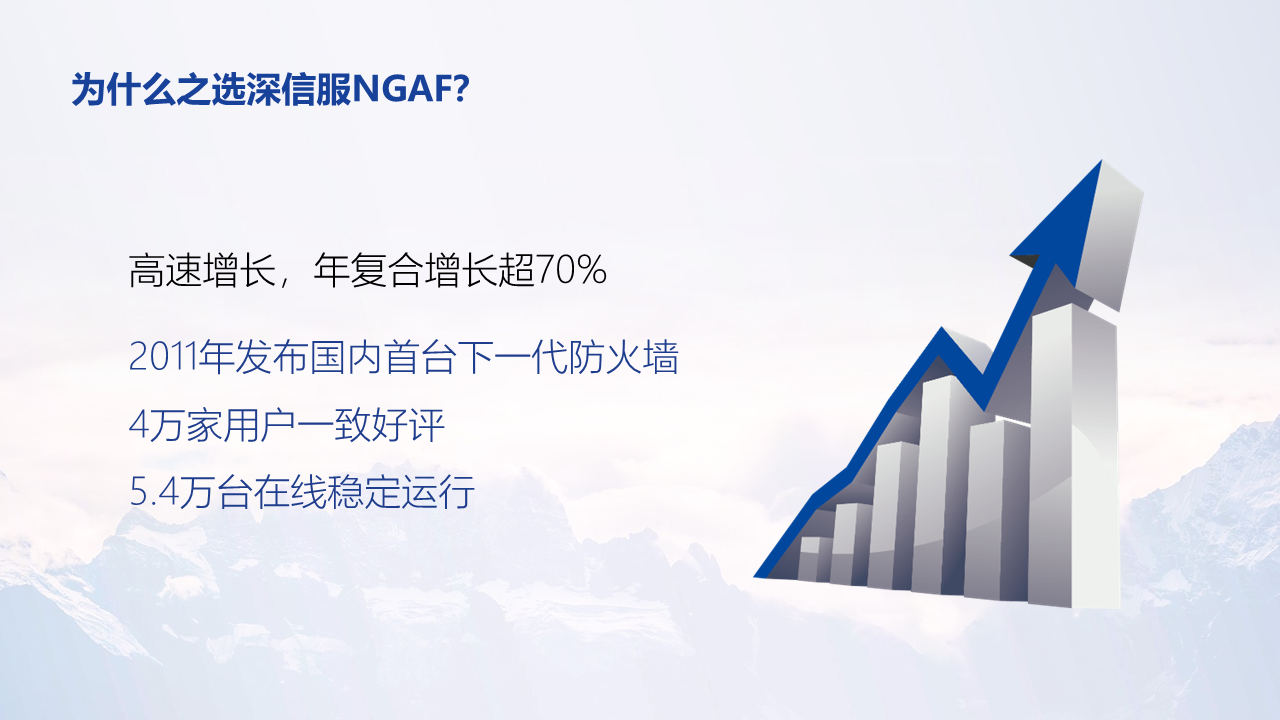 为什么之选深信服NGAF?
高速增长，年复合增长超70%
2011年发布国内首台下一代防火墙
4万家用户一致好评
5.4万台在线稳定运行